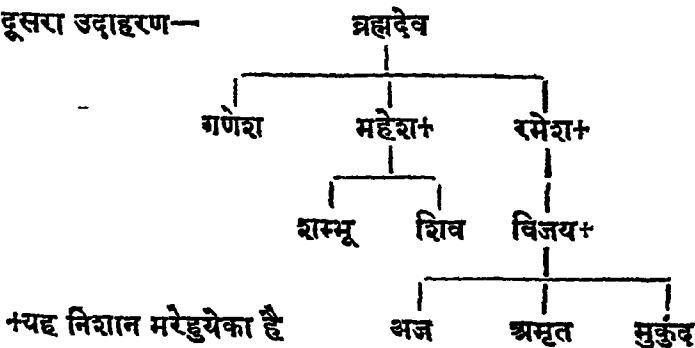 दूसरा उदाहरण— ब्रह्मदेव
गणेश महेश+ रमेश+
शम्भू शिव विजय+
+यह निशान मरेहुयेका है अज अमृत मुकुंद